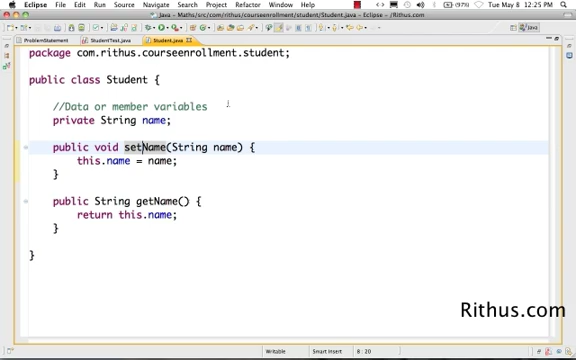 Eclipse File Edit Run Source Navigate Search Project Refactor Window Help (97%) Tue May 8 12:25 PM
Java - Maths/src/com/rithus/courseenrollment/student/Student.java - Eclipse - /Rithus.com
Java
ProblemStatement StudentTest.java Student.java
package com.rithus.courseenrollment.student;
public class Student {
//Data or member variables
private String name;
public void setName(String name) {
this.name = name;
}
public String getName() {
return this.name;
}
}
Rithus.com
Writable Smart Insert 8 : 20